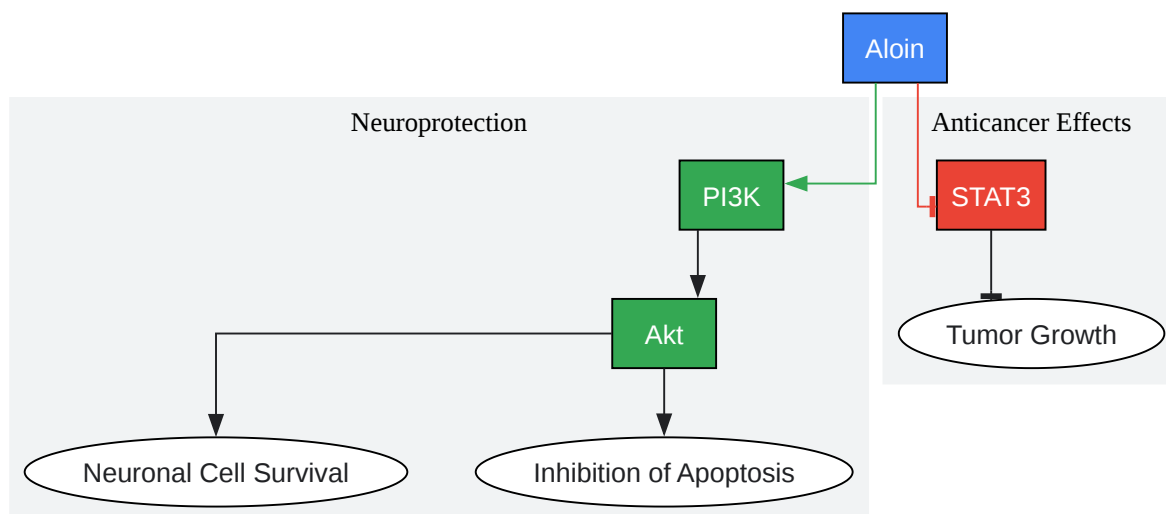 Aloin
Neuroprotection
Anticancer Effects
PI3K
STAT3
Akt
Tumor Growth
Neuronal Cell Survival
Inhibition of Apoptosis